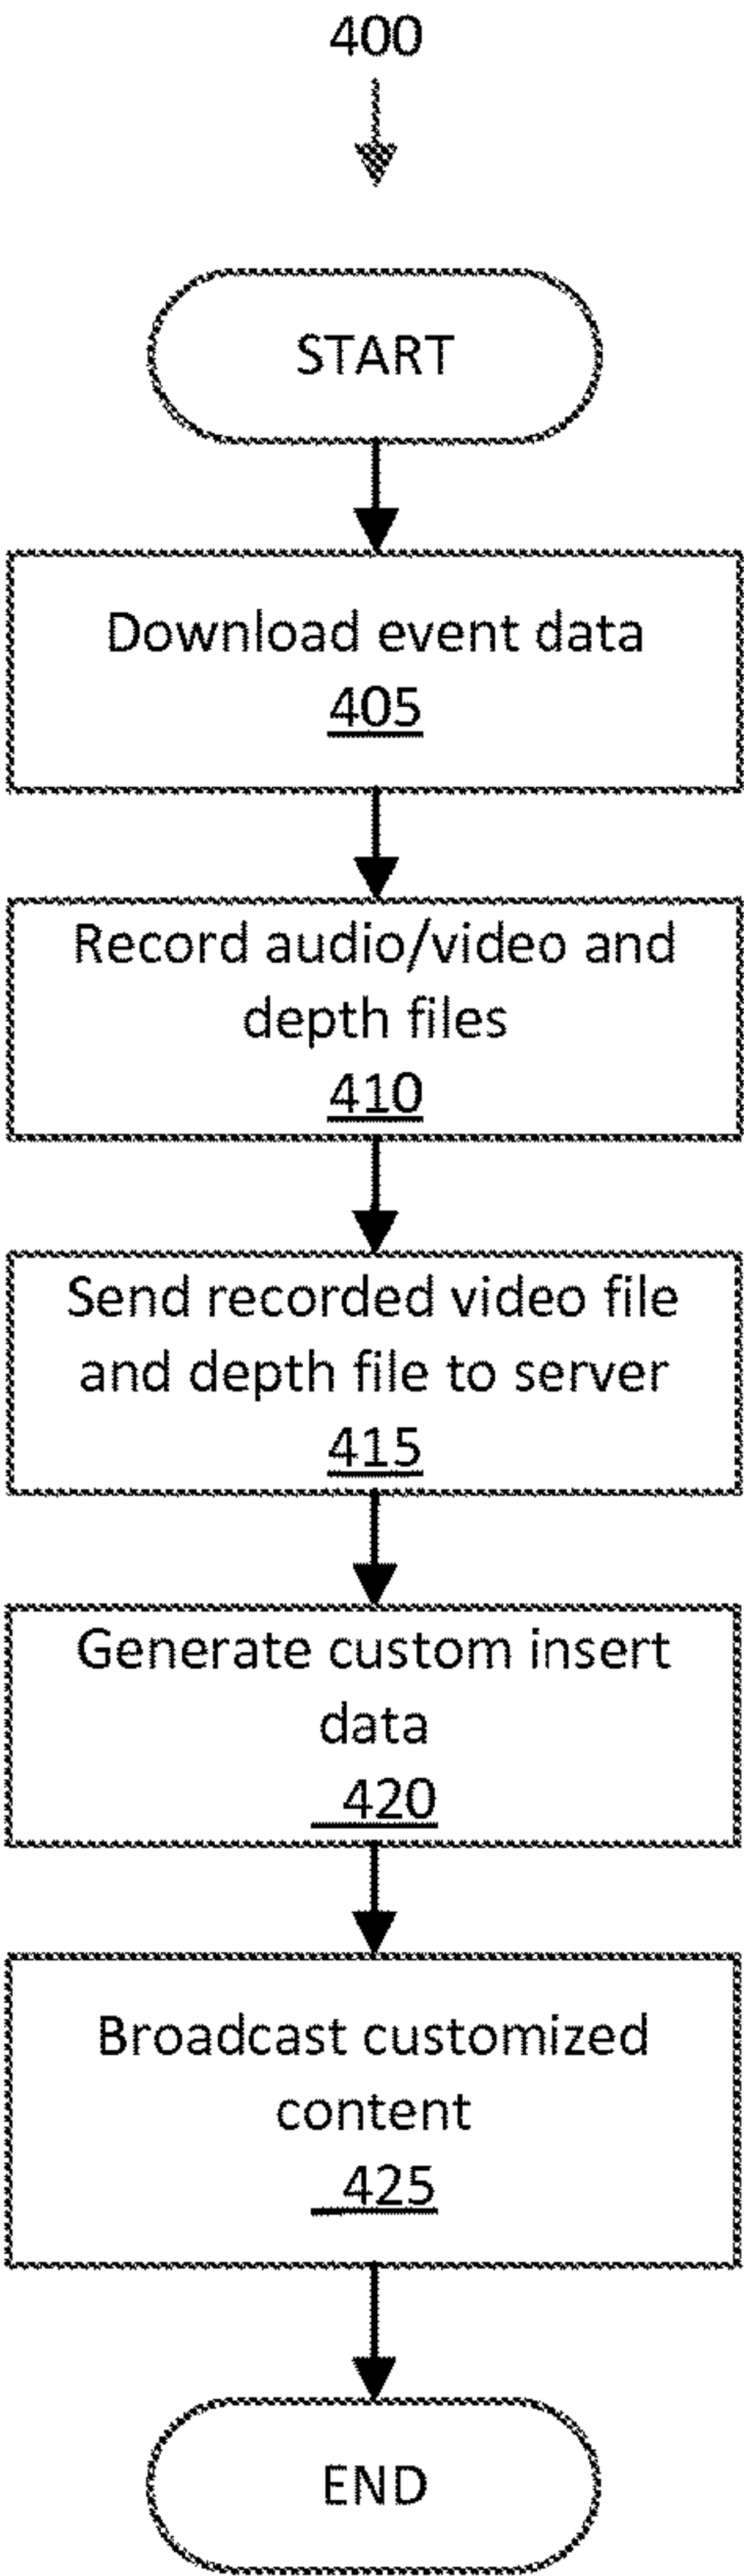 400
START
Download event data
405
Record audio/video and
depth files
410
Send recorded video file
and depth file to server
415
Generate custom insert
data
420
Broadcast customized
content
425
END